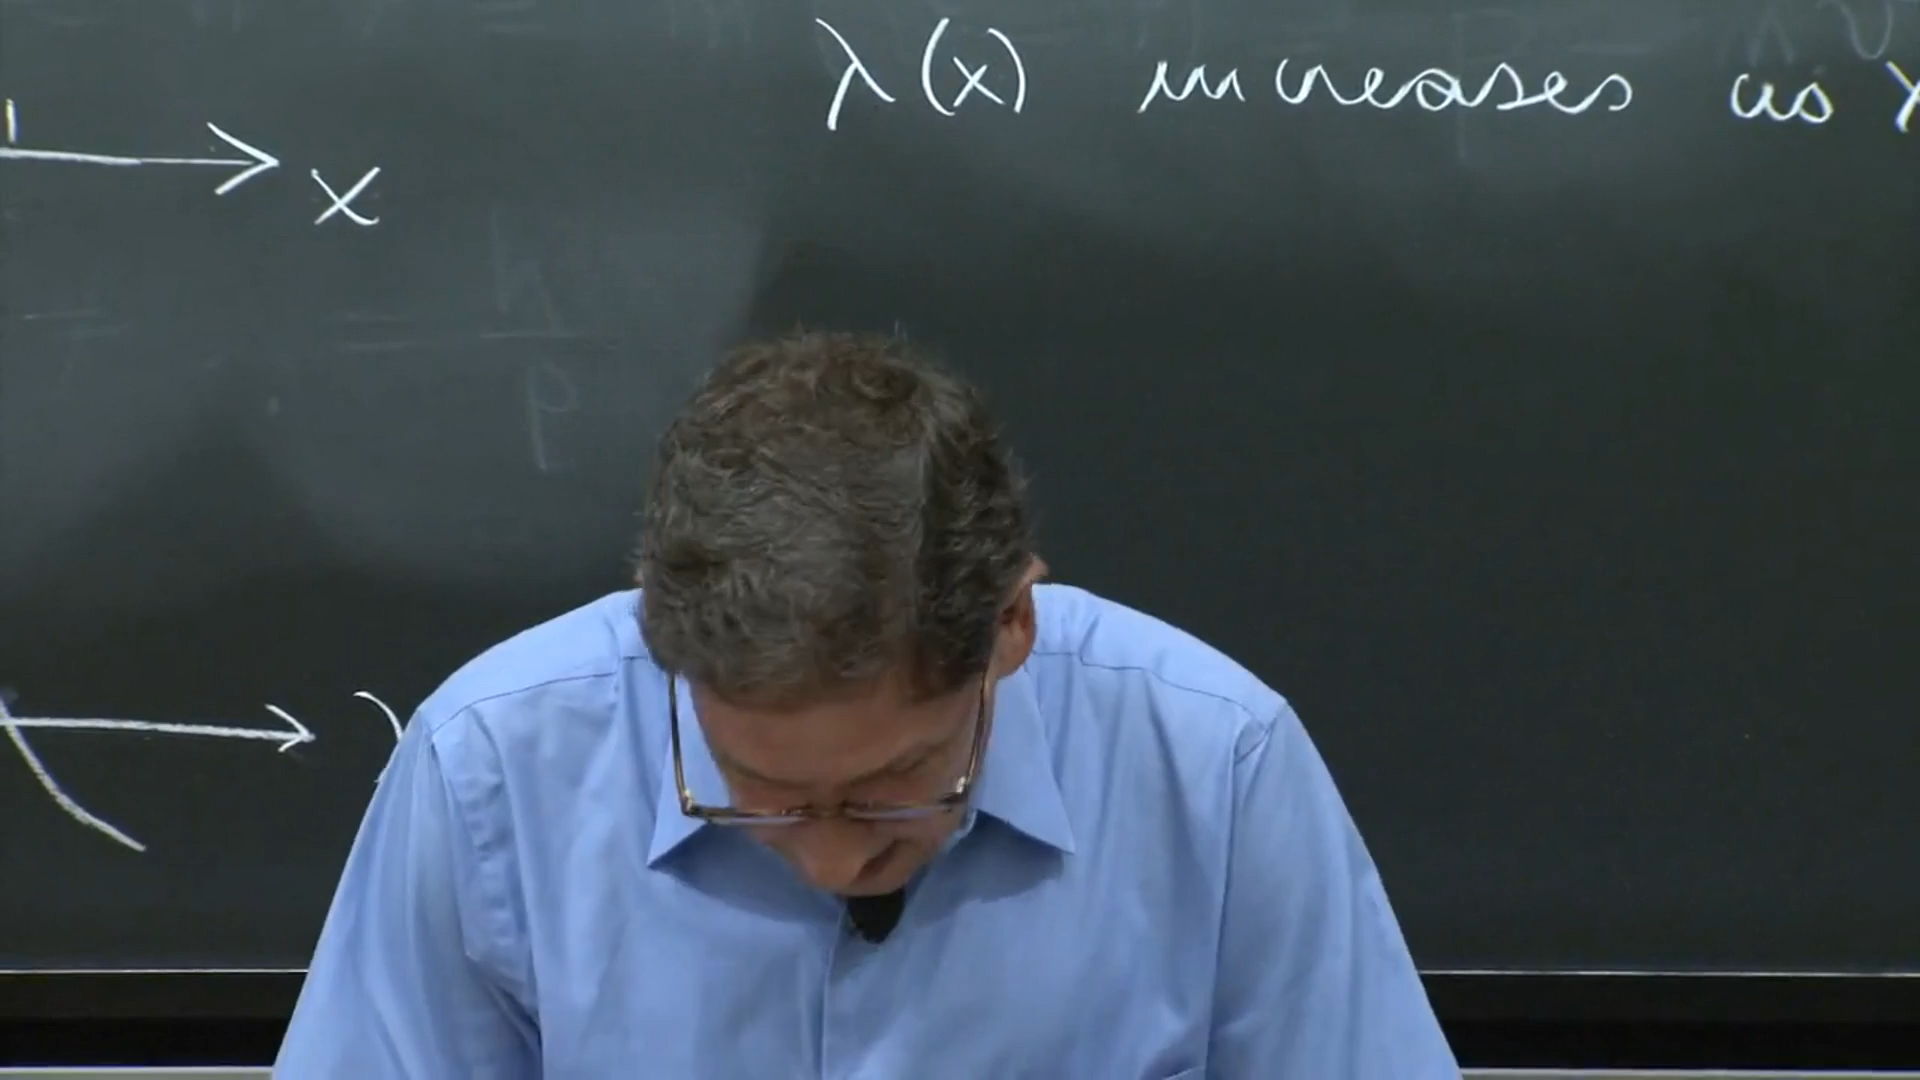 λ(x) increases as x
x
= h/p